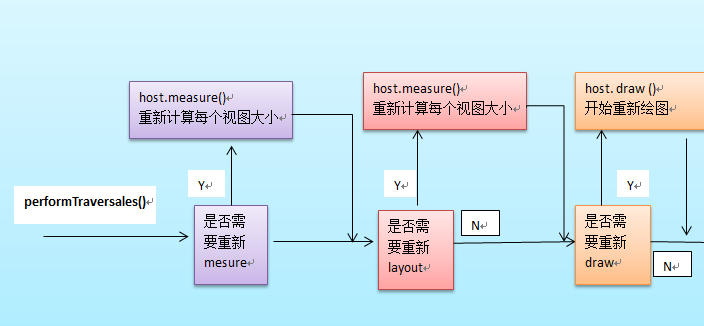 host.measure()
重新计算每个视图大小
host.measure()
重新计算每个视图大小
host. draw ()
开始重新绘图
Y
Y
Y
performTraversales()
是否需
要重新
mesure
是否需
要重新
layout
N
是否需
要重新
draw
N